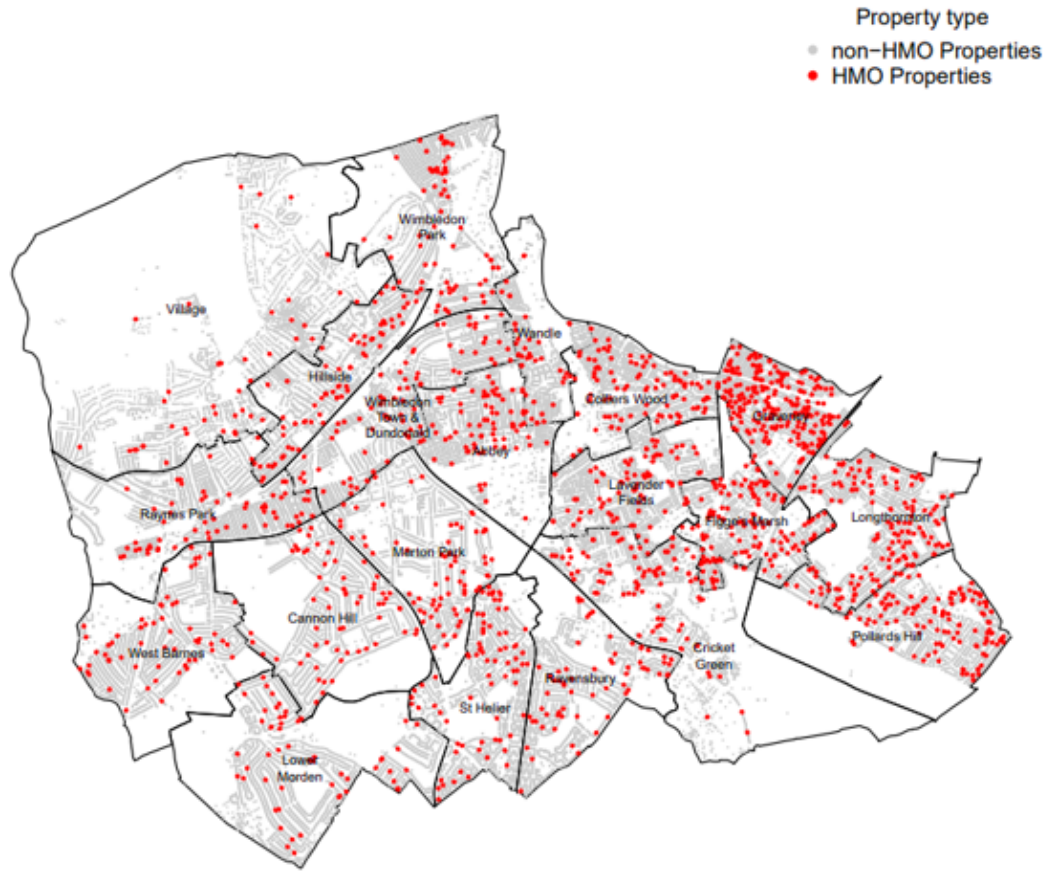 Property type
non-HMO Properties
HMO Properties
Wimbledon
Park
Village
Wandle
Hillside
Colliers Wood
Wimbledon
Town &
Dundonald
Graveney
Abbey
Lavender
Fields
Raynes Park
Figge's Marsh
Longthornton
Merton Park
Cannon Hill
Pollards Hill
West Barnes
Cricket
Green
Ravensbury
St Helier
Lower
Morden